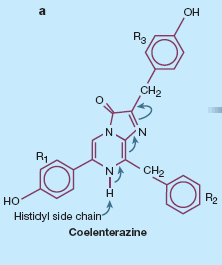 a
OH
R3
CH2
O
N
N
R1
N
CH2
H
R2
HO
Histidyl side chain
Coelenterazine